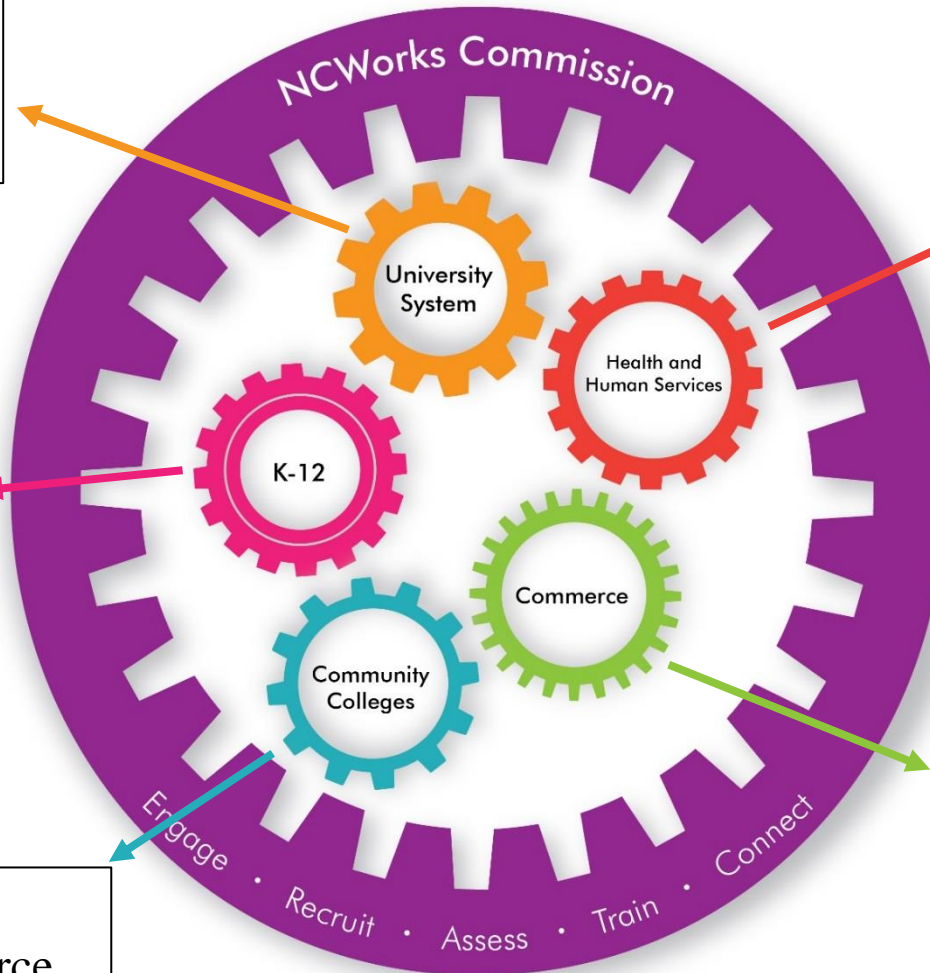 NCWorks Commission
University
System
Health and
Human Services
K-12
Commerce
Community
Colleges
Engage · Recruit · Assess · Train · Connect